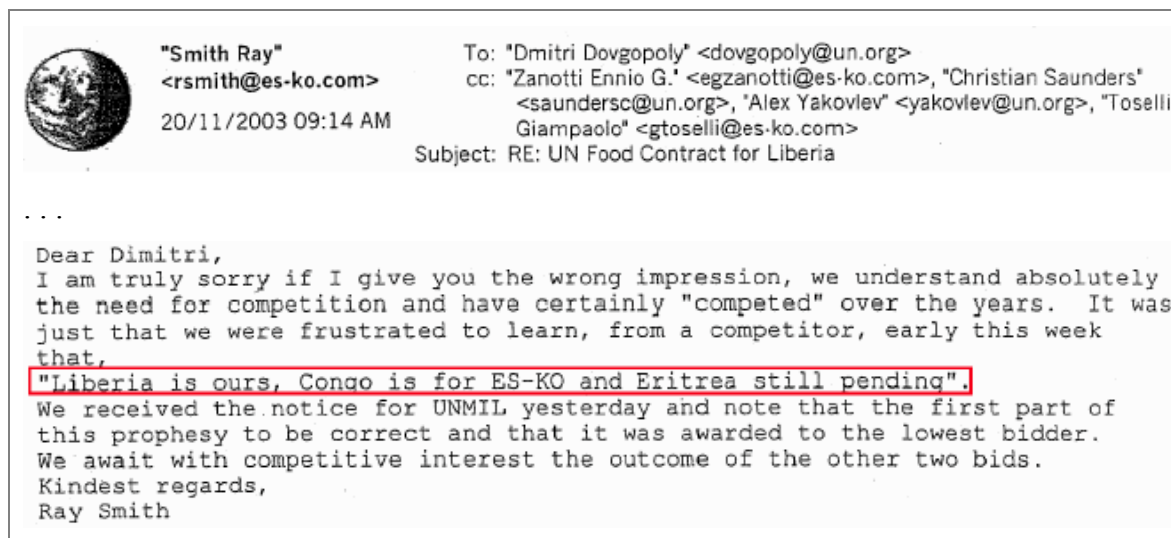 "Smith Ray"
<rsmith@es-ko.com>
20/11/2003 09:14 AM
To: "Dmitri Dovgopoly" <dovgopoly@un.org>
cc: "Zanotti Ennio G." <egzanotti@es-ko.com>, "Christian Saunders"
<saundersc@un.org>, "Alex Yakovlev" <yakovlev@un.org>, "Toselli
Giampaolo" <gtoselli@es-ko.com>
Subject: RE: UN Food Contract for Liberia
. . .
Dear Dimitri,
I am truly sorry if I give you the wrong impression, we understand absolutely
the need for competition and have certainly "competed" over the years. It was
just that we were frustrated to learn, from a competitor, early this week
that,
"Liberia is ours, Congo is for ES-KO and Eritrea still pending".
We received the notice for UNMIL yesterday and note that the first part of
this prophesy to be correct and that it was awarded to the lowest bidder.
We await with competitive interest the outcome of the other two bids.
Kindest regards,
Ray Smith